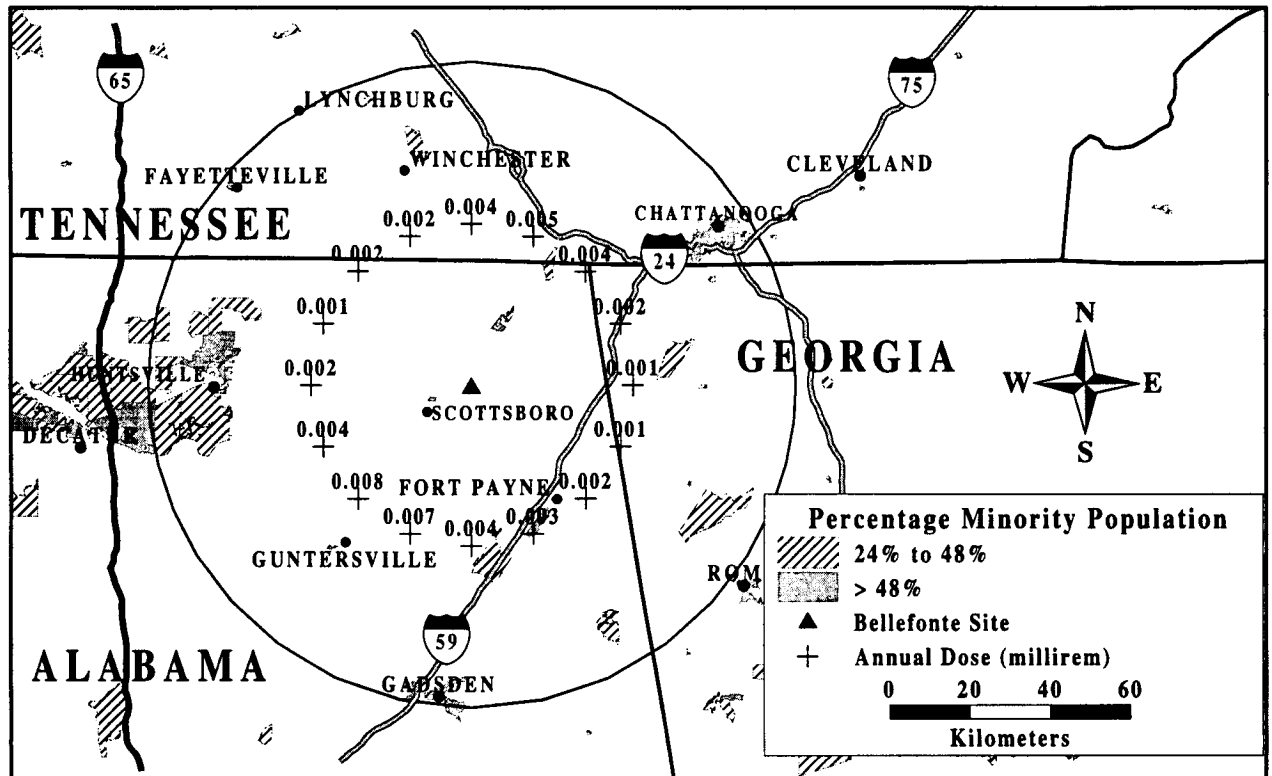 65
75
LYNCHBURG
WINCHESTER
CLEVELAND
FAYETTEVILLE
CHATTANOOGA
TENNESSEE
0.002
0.004
0.005
0.002
24
0.004
0.001
0.002
N
GEORGIA
HUNTSVILLE
0.002
0.001
W
E
SCOTTSBORO
DECATUR
0.004
0.001
S
0.008
FORT PAYNE
0.002
0.007
0.004
0.003
GUNTERSVILLE
ROM
59
ALABAMA
GADSDEN
Percentage Minority Population
24% to 48%
> 48%
Bellefonte Site
Annual Dose (millirem)
0 20 40 60
Kilometers